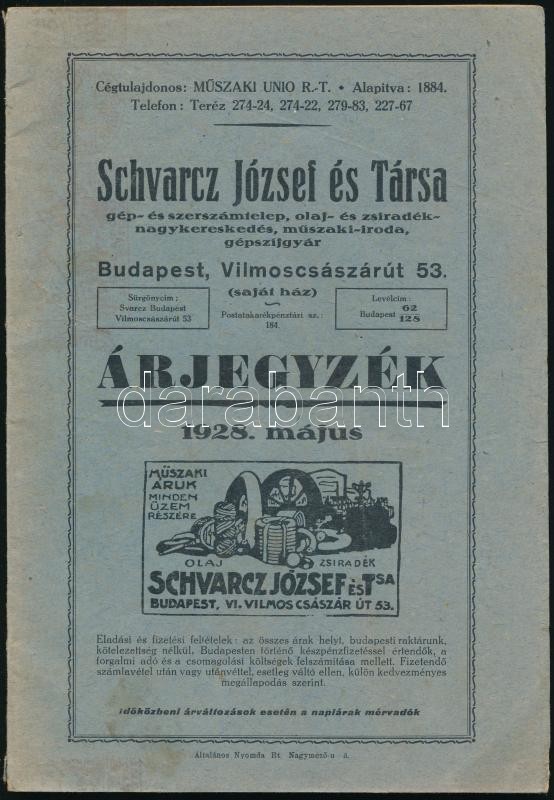 Cégtulajdonos: MŰSZAKI UNIO R.-T. • Alapitva: 1884.
Telefon: Teréz 274-24, 274-22, 279-83, 227-67
Schvarcz József és Társa
gép- és szerszámtelep, olaj- és zsiradék-
nagykereskedés, műszaki-iroda,
gépszijgyár
Budapest, Vilmoscsászárút 53.
(saját ház)
Sürgönycim:
Svarcz Budapest
Vilmoscsászárút 53
Postatakarékpénztári sz.:
184.
Levélcim:
Budapest 62
128
ÁRJEGYZÉK
darabanth
1928. május
MŰSZAKI
ÁRUK
MINDEN
ÜZEM
RÉSZÉRE
OLAJ ZSIRADÉK
SCHVARCZ JÓZSEF ÉS TSA
BUDAPEST, VI. VILMOS CSÁSZÁR ÚT 53.
Eladási és fizetési feltételek: az összes árak helyt. budapesti raktárunk,
kötelezettség nélkül. Budapesten történő készpénzfizetéssel értendők, a
forgalmi adó és a csomagolási költségek felszámítása mellett. Fizetendő
számlavétel után vagy utánvéttel, esetleg váltó ellen, külön kedvezményes
megállapodás szerint.
Időközbeni árváltozások esetén a napiárak mérvadók
Általános Nyomda Rt. Nagymező-u